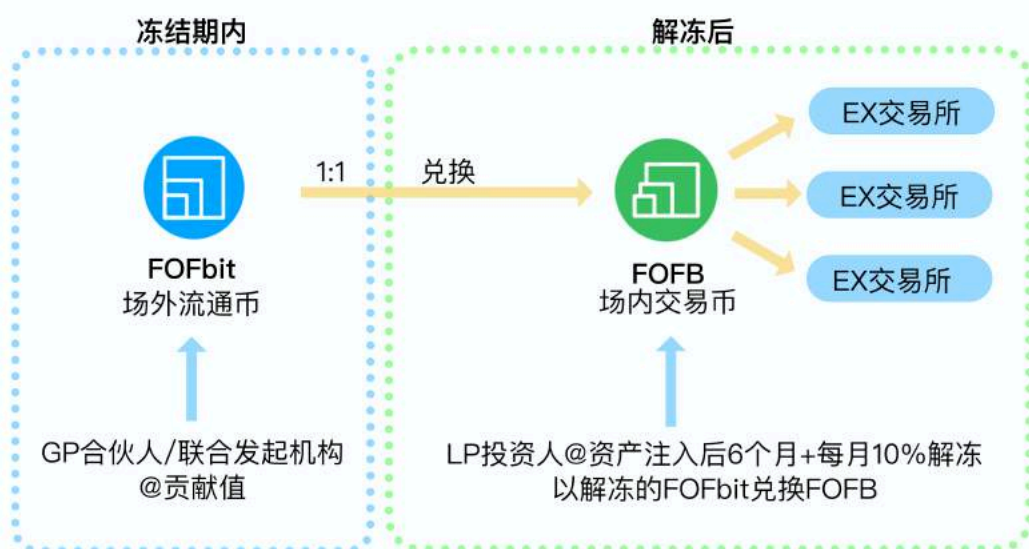 冻结期内
解冻后
1:1
兑换
FOFbit
场外流通币
FOFB
场内交易币
EX交易所
EX交易所
EX交易所
GP合伙人/联合发起机构
@贡献值
LP投资人@资产注入后6个月+每月10%解冻
以解冻的FOFbit兑换FOFB